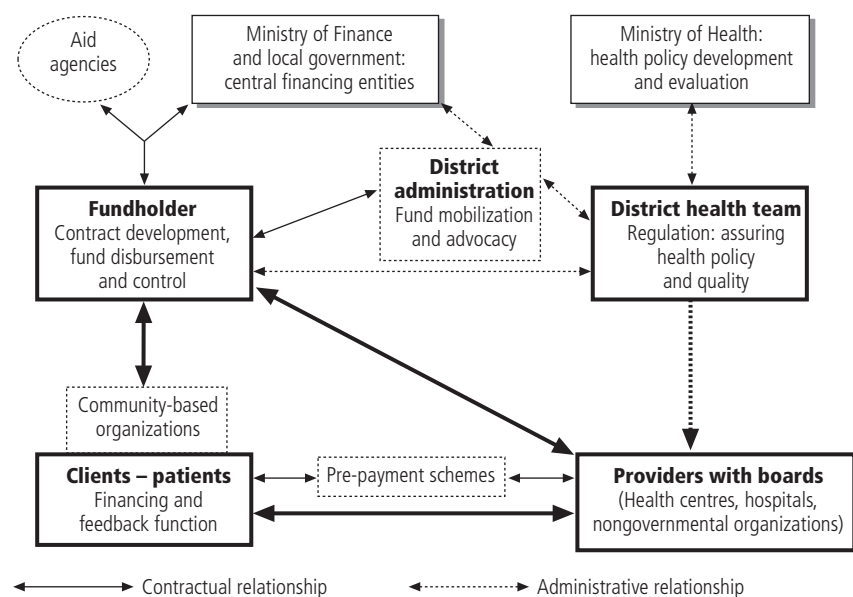 Aid
agencies
Ministry of Finance
and local government:
central financing entities
Ministry of Health:
health policy development
and evaluation
District
administration
Fund mobilization
and advocacy
Fundholder
Contract development,
fund disbursement
and control
District health team
Regulation: assuring
health policy
and quality
Community-based
organizations
Clients – patients
Financing and
feedback function
Pre-payment schemes
Providers with boards
(Health centres, hospitals,
nongovernmental organizations)
Contractual relationship
Administrative relationship